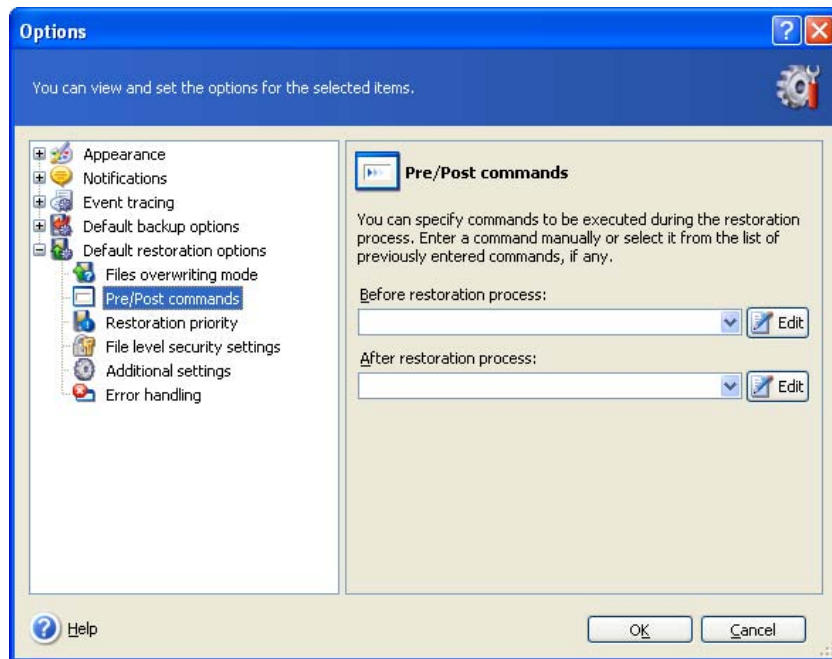 Options
You can view and set the options for the selected items.
Appearance
Notifications
Event tracing
Default backup options
Default restoration options
Files overwriting mode
Pre/Post commands
Restoration priority
File level security settings
Additional settings
Error handling
Pre/Post commands
You can specify commands to be executed during the restoration
process. Enter a command manually or select it from the list of
previously entered commands, if any.
Before restoration process:
Edit
After restoration process:
Edit
Help
OK
Cancel